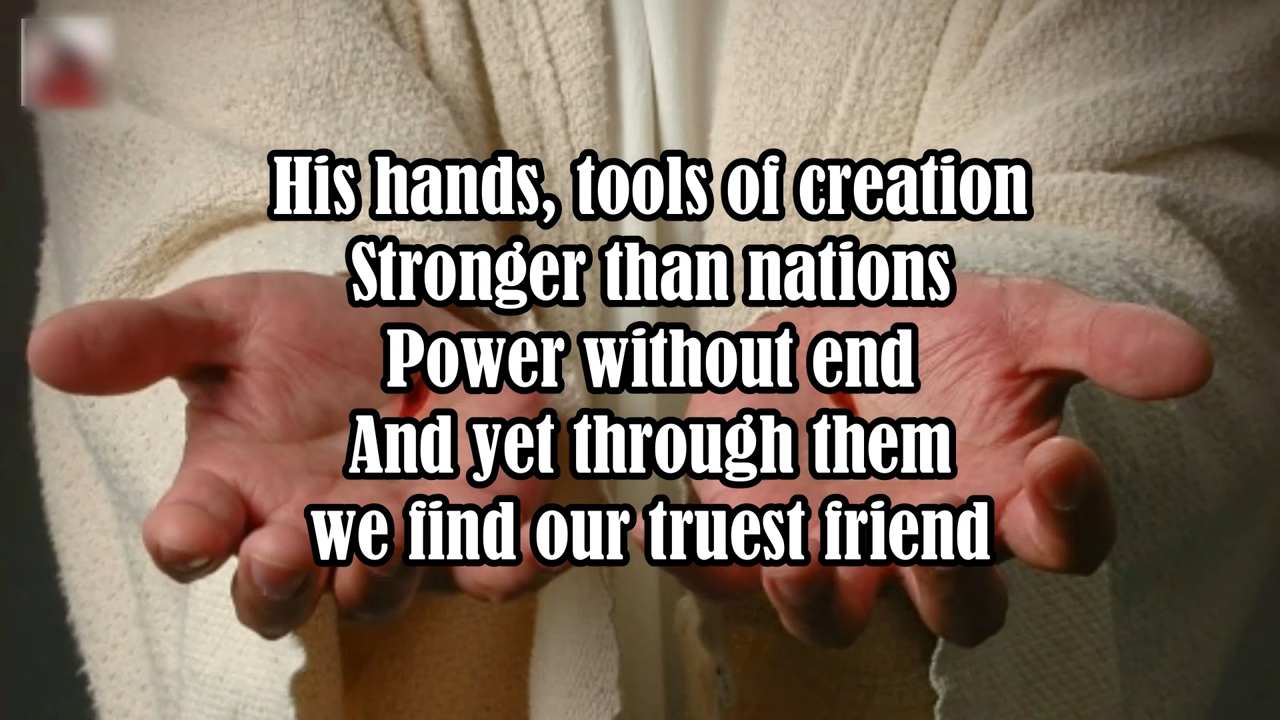 His hands, tools of creation
Stronger than nations
Power without end
And yet through them
we find our truest friend